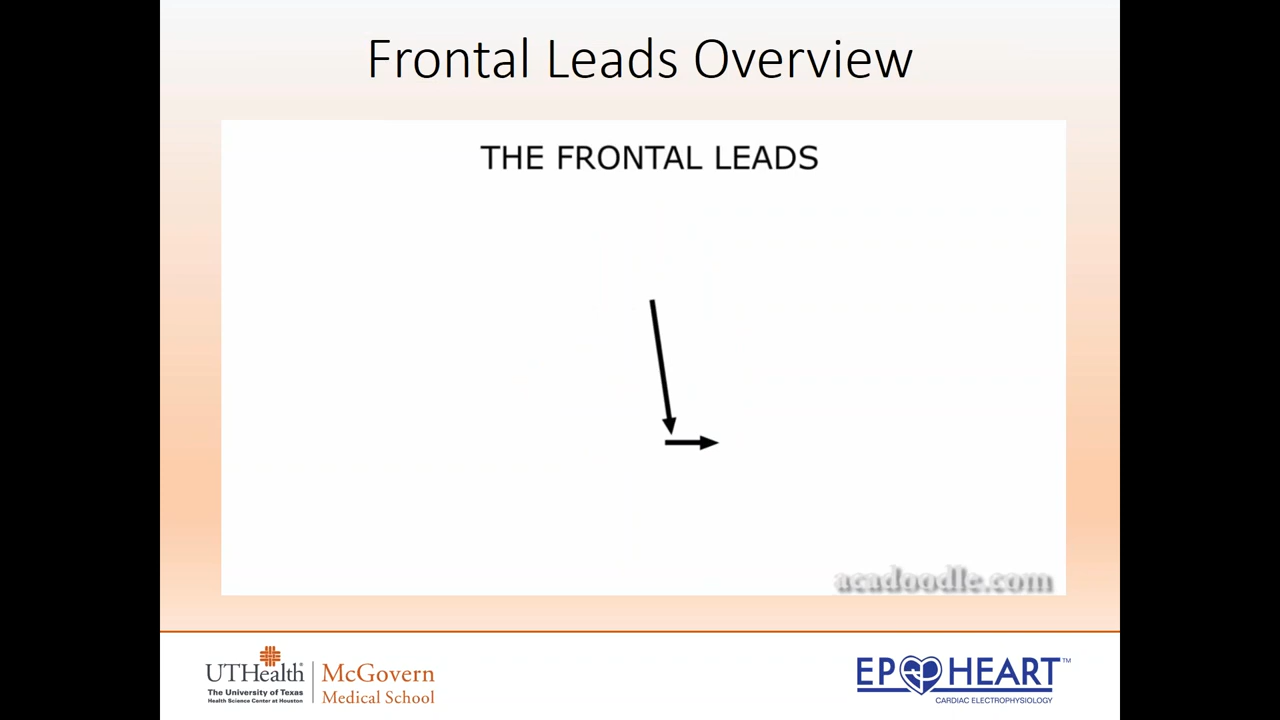 Frontal Leads Overview
THE FRONTAL LEADS
acadoodle.com
UTHealth
The University of Texas
Health Science Center at Houston
McGovern
Medical School
EP HEART™
CARDIAC ELECTROPHYSIOLOGY